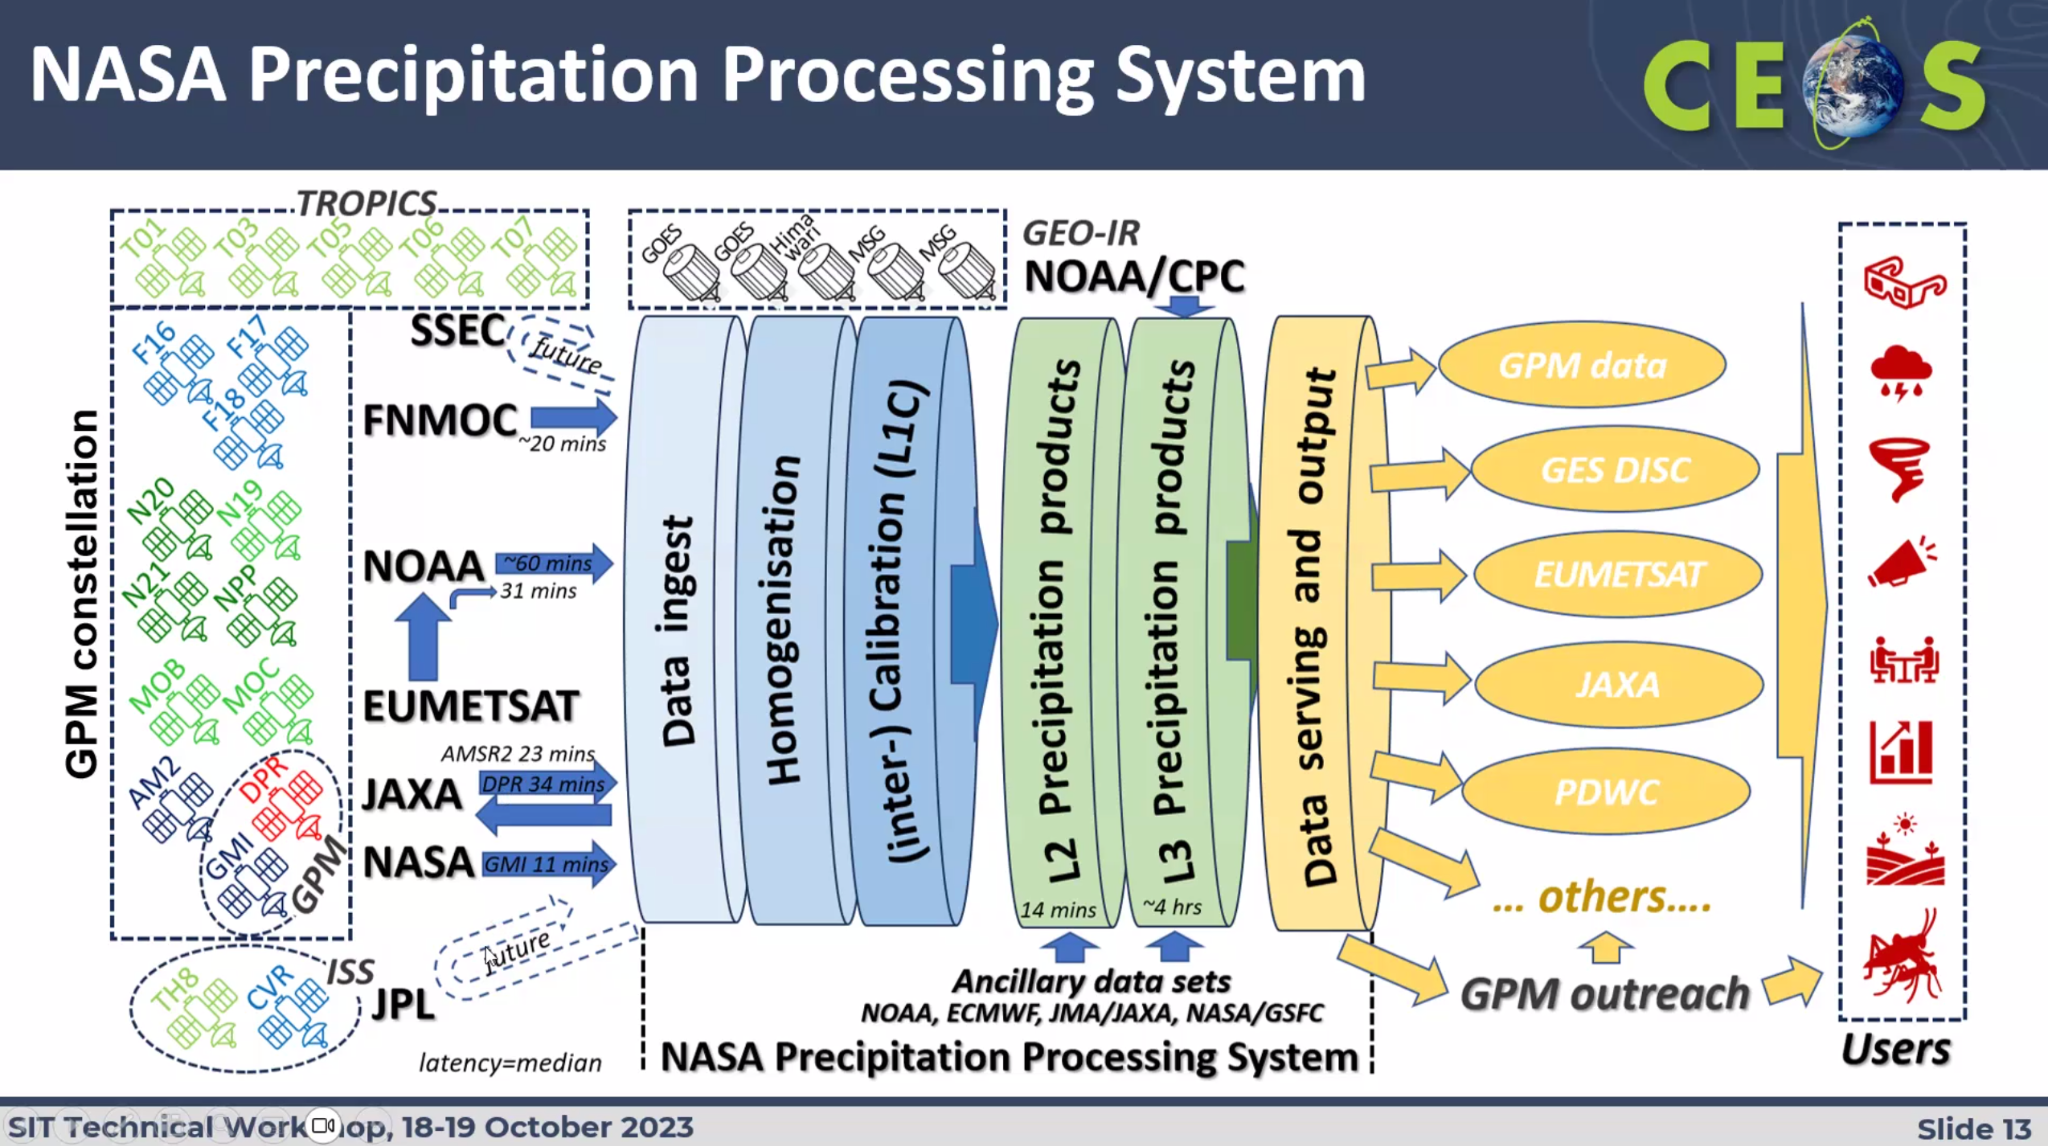 NASA Precipitation Processing System
CEOS
TROPICS
T01
T03
T05
T06
T07
GOES
GOES
Hima
wari
MSG
MSG
GEO-IR
NOAA/CPC
GPM constellation
F16
F17
F18
N20
N19
N21
NPP
MOB
MOC
AM2
DPR
GMI
GPM
TH8
CVR
ISS
SSEC
future
FNMOC
~20 mins
NOAA
~60 mins
31 mins
EUMETSAT
AMSR2 23 mins
JAXA
DPR 34 mins
NASA
GMI 11 mins
future
JPL
latency=median
Data ingest
Homogenisation
(inter-) Calibration (L1C)
L2 Precipitation products
14 mins
L3 Precipitation products
~4 hrs
Data serving and output
Ancillary data sets
NOAA, ECMWF, JMA/JAXA, NASA/GSFC
NASA Precipitation Processing System
GPM data
GES DISC
EUMETSAT
JAXA
PDWC
... others....
GPM outreach
Users
SIT Technical Workshop, 18-19 October 2023
Slide 13